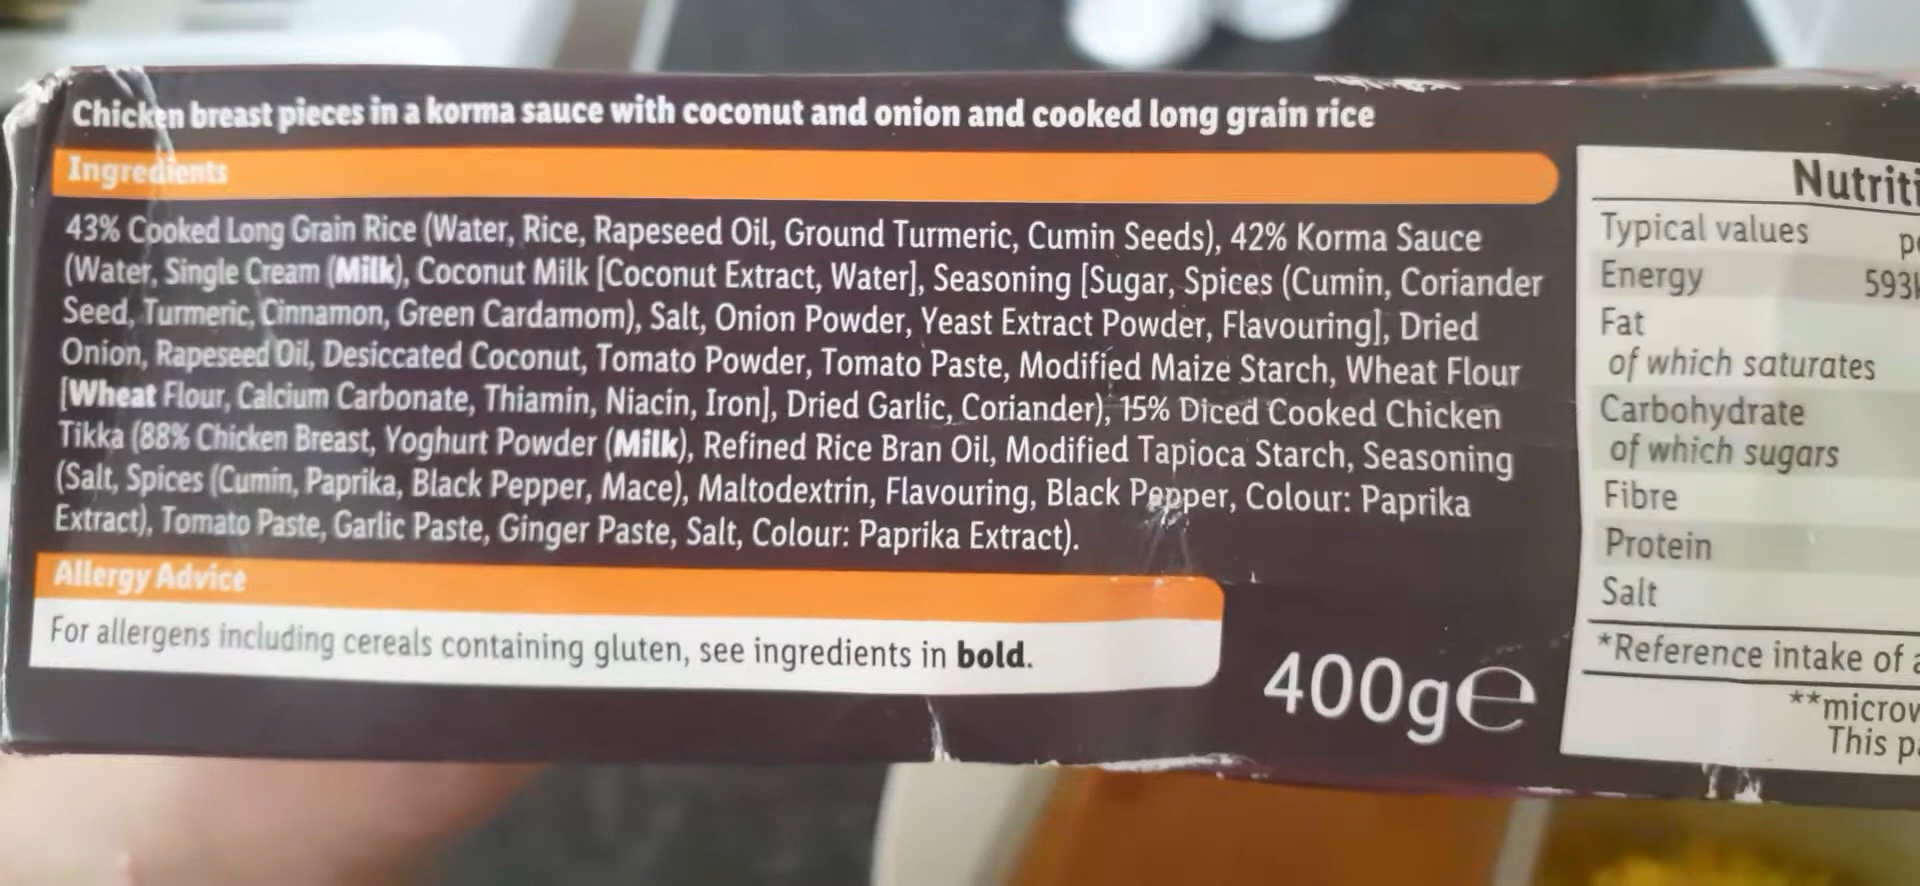 Chicken breast pieces in a korma sauce with coconut and onion and cooked long grain rice
Ingredients
43% Cooked Long Grain Rice (Water, Rice, Rapeseed Oil, Ground Turmeric, Cumin Seeds), 42% Korma Sauce
(Water, Single Cream (Milk), Coconut Milk [Coconut Extract, Water], Seasoning [Sugar, Spices (Cumin, Coriander
Seed, Turmeric, Cinnamon, Green Cardamom), Salt, Onion Powder, Yeast Extract Powder, Flavouring], Dried
Onion, Rapeseed Oil, Desiccated Coconut, Tomato Powder, Tomato Paste, Modified Maize Starch, Wheat Flour
[Wheat Flour, Calcium Carbonate, Thiamin, Niacin, Iron], Dried Garlic, Coriander), 15% Diced Cooked Chicken
Tikka (88% Chicken Breast, Yoghurt Powder (Milk), Refined Rice Bran Oil, Modified Tapioca Starch, Seasoning
(Salt, Spices (Cumin, Paprika, Black Pepper, Mace), Maltodextrin, Flavouring, Black Pepper, Colour: Paprika
Extract), Tomato Paste, Garlic Paste, Ginger Paste, Salt, Colour: Paprika Extract).
Allergy Advice
For allergens including cereals containing gluten, see ingredients in bold.
400g℮
Nutriti
Typical values
Energy 593
Fat
of which saturates
Carbohydrate
of which sugars
Fibre
Protein
Salt
*Reference intake of
**microw
This p